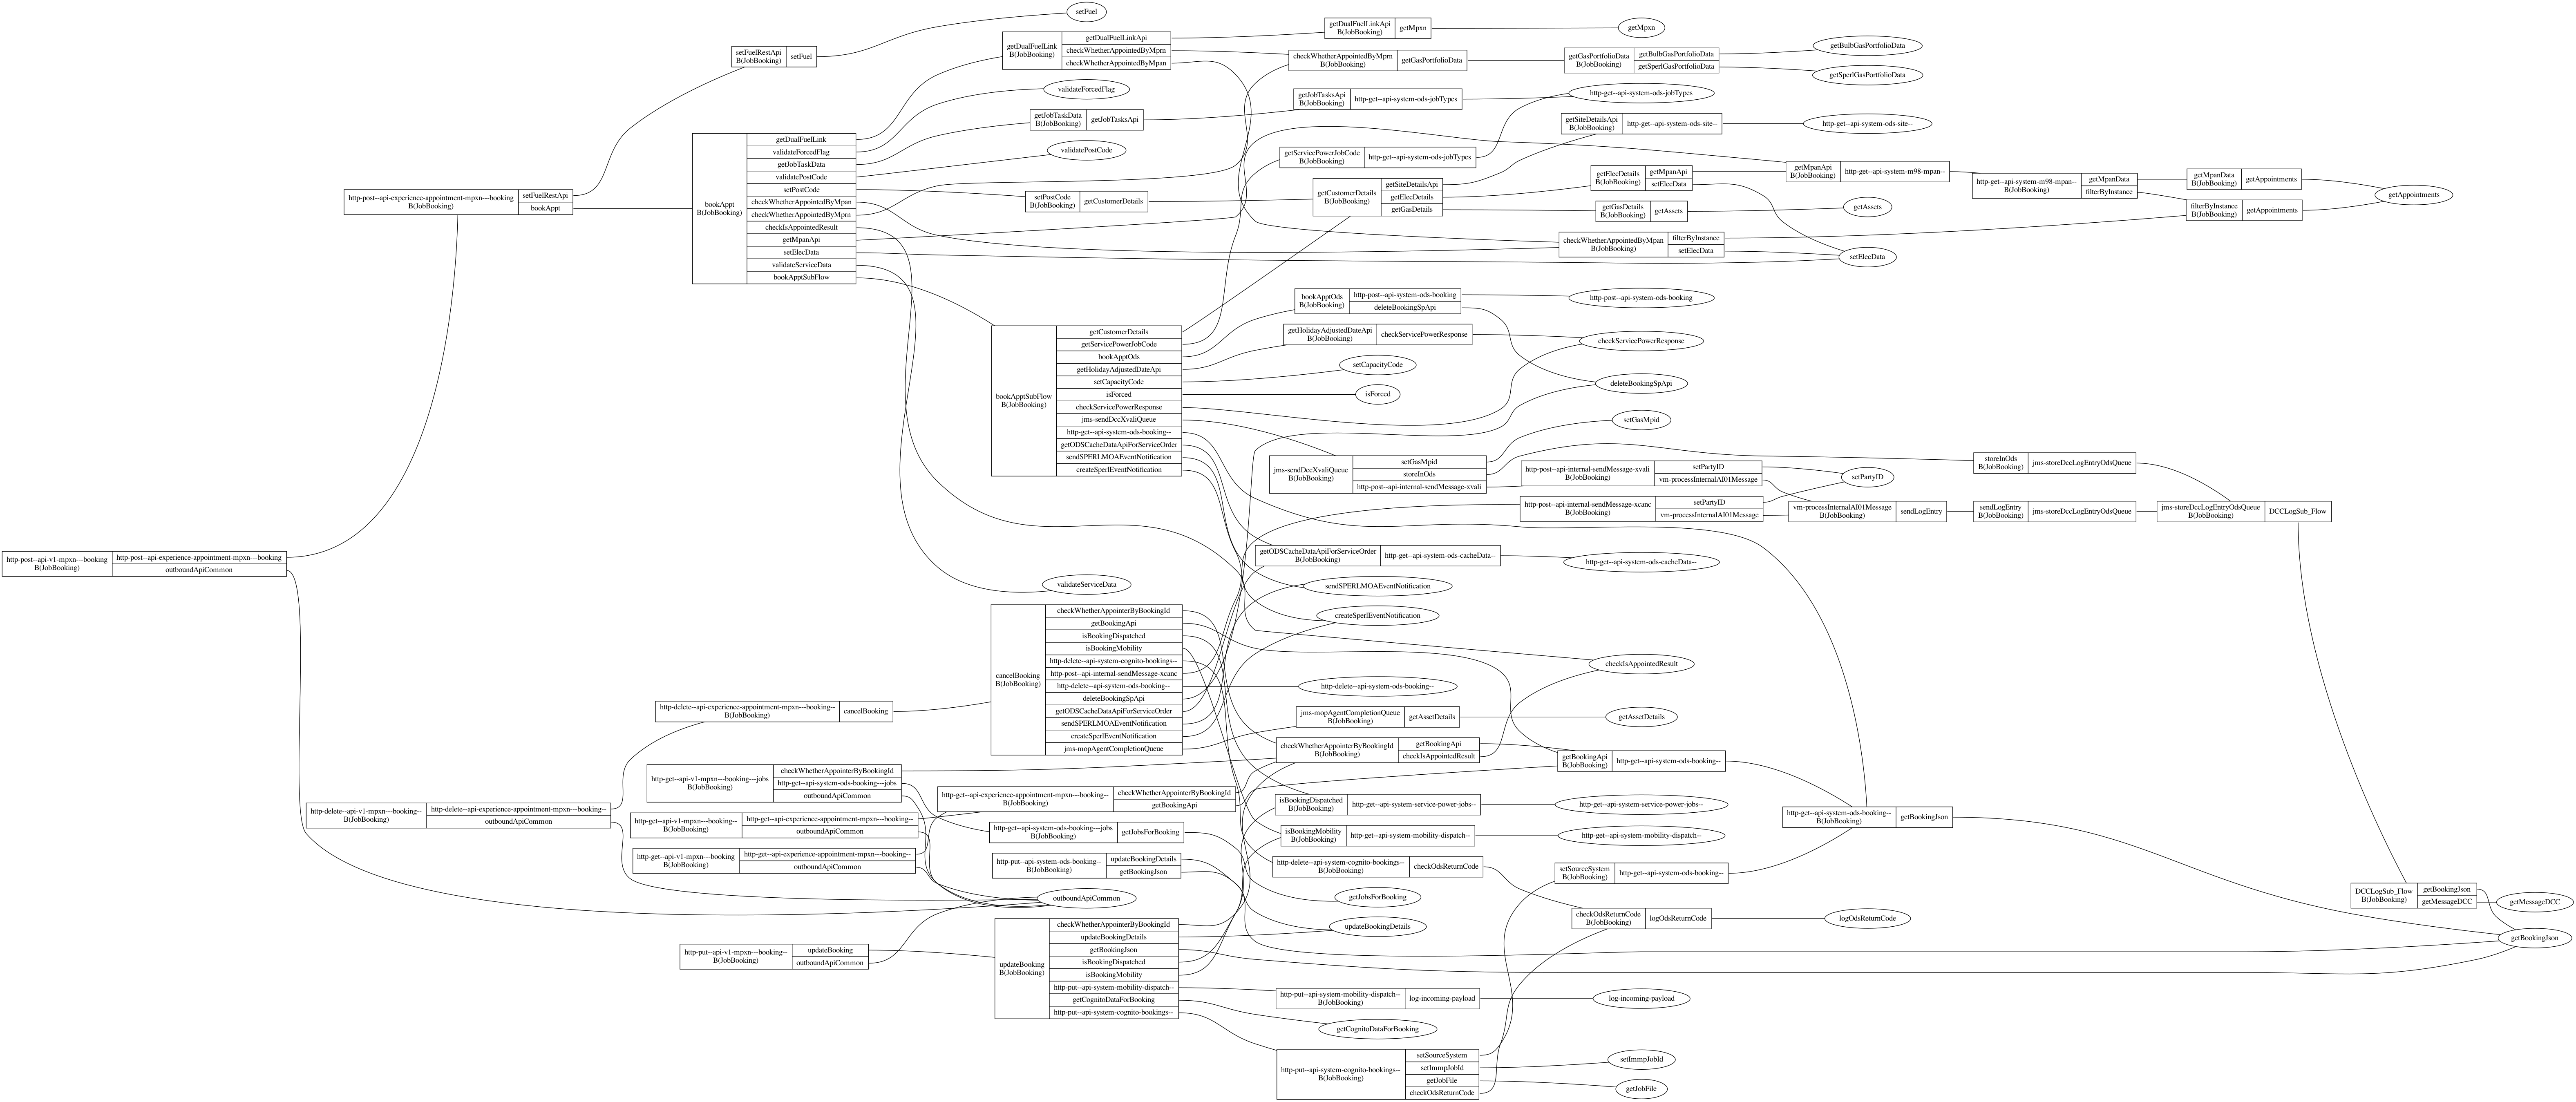 setFuel
setFuelRestApi
B(JobBooking)
setFuel
getDualFuelLink
B(JobBooking)
getDualFuelLinkApi
checkWhetherAppointedByMprn
checkWhetherAppointedByMpan
getDualFuelLinkApi
B(JobBooking)
getMpxn
getMpxn
checkWhetherAppointedByMprn
B(JobBooking)
getGasPortfolioData
getGasPortfolioData
B(JobBooking)
getBulbGasPortfolioData
getSperlGasPortfolioData
getBulbGasPortfolioData
getSperlGasPortfolioData
validateForcedFlag
getJobTaskData
B(JobBooking)
getJobTasksApi
getJobTasksApi
B(JobBooking)
http-get--api-system-ods-jobTypes
http-get--api-system-ods-jobTypes
validatePostCode
getServicePowerJobCode
B(JobBooking)
http-get--api-system-ods-jobTypes
getSiteDetailsApi
B(JobBooking)
http-get--api-system-ods-site--
http-get--api-system-ods-site--
bookAppt
B(JobBooking)
getDualFuelLink
validateForcedFlag
getJobTaskData
validatePostCode
setPostCode
checkWhetherAppointedByMpan
checkWhetherAppointedByMprn
checkIsAppointedResult
getMpanApi
setElecData
validateServiceData
bookApptSubFlow
http-post-api-experience-appointment-mpxn---booking
B(JobBooking)
setFuelRestApi
bookAppt
setPostCode
B(JobBooking)
getCustomerDetails
getCustomerDetails
B(JobBooking)
getSiteDetailsApi
getElecDetails
getGasDetails
getElecDetails
B(JobBooking)
getMpanApi
setElecData
getMpanApi
B(JobBooking)
http-get--api-system-m98-mpan--
http-get--api-system-m98-mpan--
B(JobBooking)
getMpanData
filterByInstance
getMpanData
B(JobBooking)
getAppointments
filterByInstance
B(JobBooking)
getAppointments
getAppointments
getGasDetails
B(JobBooking)
getAssets
getAssets
checkWhetherAppointedByMpan
B(JobBooking)
filterByInstance
setElecData
setElecData
bookApptSubFlow
B(JobBooking)
getCustomerDetails
getServicePowerJobCode
bookApptOds
getHolidayAdjustedDateApi
setCapacityCode
isForced
checkServicePowerResponse
jms-sendDccXvaliQueue
http-get--api-system-ods-booking--
getODSCacheDataApiForServiceOrder
sendSPERLMOAEventNotification
createSperlEventNotification
bookApptOds
B(JobBooking)
http-post--api-system-ods-booking
deleteBookingSpApi
http-post--api-system-ods-booking
getHolidayAdjustedDateApi
B(JobBooking)
checkServicePowerResponse
checkServicePowerResponse
setCapacityCode
deleteBookingSpApi
isForced
setGasMpid
jms-sendDccXvaliQueue
B(JobBooking)
setGasMpid
storeInOds
http-post--api-internal-sendMessage-xvali
http-post--api-internal-sendMessage-xvali
B(JobBooking)
setPartyID
vm-processInternalAI01Message
http-post--api-internal-sendMessage-xcanc
B(JobBooking)
setPartyID
vm-processInternalAI01Message
setPartyID
vm-processInternalAI01Message
B(JobBooking)
sendLogEntry
storeInOds
B(JobBooking)
jms-storeDccLogEntryOdsQueue
sendLogEntry
B(JobBooking)
jms-storeDccLogEntryOdsQueue
jms-storeDccLogEntryOdsQueue
B(JobBooking)
DCCLogSub_Flow
http-post--api-v1-mpxn---booking
B(JobBooking)
http-post--api-experience-appointment-mpxn---booking
outboundApiCommon
getODSCacheDataApiForServiceOrder
B(JobBooking)
http-get--api-system-ods-cacheData--
http-get--api-system-ods-cacheData--
validateServiceData
sendSPERLMOAEventNotification
createSperlEventNotification
cancelBooking
B(JobBooking)
checkWhetherAppointerByBookingId
getBookingApi
isBookingDispatched
isBookingMobility
http-delete--api-system-cognito-bookings--
http-post--api-internal-sendMessage-xcanc
http-delete--api-system-ods-booking--
deleteBookingSpApi
getODSCacheDataApiForServiceOrder
sendSPERLMOAEventNotification
createSperlEventNotification
jms-mopAgentCompletionQueue
checkIsAppointedResult
http-delete--api-system-ods-booking--
http-delete--api-experience-appointment-mpxn---booking--
B(JobBooking)
cancelBooking
jms-mopAgentCompletionQueue
B(JobBooking)
getAssetDetails
getAssetDetails
checkWhetherAppointerByBookingId
B(JobBooking)
getBookingApi
checkIsAppointedResult
getBookingApi
B(JobBooking)
http-get--api-system-ods-booking--
http-get--api-v1-mpxn---booking---jobs
B(JobBooking)
checkWhetherAppointerByBookingId
http-get--api-system-ods-booking---jobs
outboundApiCommon
http-get--api-experience-appointment-mpxn---booking--
B(JobBooking)
checkWhetherAppointerByBookingId
getBookingApi
http-delete--api-v1-mpxn---booking--
B(JobBooking)
http-delete--api-experience-appointment-mpxn---booking--
outboundApiCommon
http-get--api-v1-mpxn---booking--
B(JobBooking)
http-get--api-experience-appointment-mpxn---booking--
outboundApiCommon
http-get--api-v1-mpxn---booking
B(JobBooking)
http-get--api-experience-appointment-mpxn---booking--
outboundApiCommon
isBookingDispatched
B(JobBooking)
http-get--api-system-service-power-jobs--
http-get--api-system-service-power-jobs--
http-get--api-system-ods-booking--
B(JobBooking)
getBookingJson
http-get--api-system-ods-booking---jobs
B(JobBooking)
getJobsForBooking
isBookingMobility
B(JobBooking)
http-get--api-system-mobility-dispatch--
http-get--api-system-mobility-dispatch--
http-put--api-system-ods-booking--
B(JobBooking)
updateBookingDetails
getBookingJson
http-delete--api-system-cognito-bookings--
B(JobBooking)
checkOdsReturnCode
setSourceSystem
B(JobBooking)
http-get--api-system-ods-booking--
outboundApiCommon
getJobsForBooking
DCCLogSub_Flow
B(JobBooking)
getBookingJson
getMessageDCC
getMessageDCC
checkOdsReturnCode
B(JobBooking)
logOdsReturnCode
logOdsReturnCode
updateBookingDetails
getBookingJson
http-put--api-v1-mpxn---booking--
B(JobBooking)
updateBooking
outboundApiCommon
updateBooking
B(JobBooking)
checkWhetherAppointerByBookingId
updateBookingDetails
getBookingJson
isBookingDispatched
isBookingMobility
http-put--api-system-mobility-dispatch--
getCognitoDataForBooking
http-put--api-system-cognito-bookings--
http-put--api-system-mobility-dispatch--
B(JobBooking)
log-incoming-payload
log-incoming-payload
getCognitoDataForBooking
http-put--api-system-cognito-bookings--
B(JobBooking)
setSourceSystem
setImmpJobId
getJobFile
checkOdsReturnCode
setImmpJobId
getJobFile